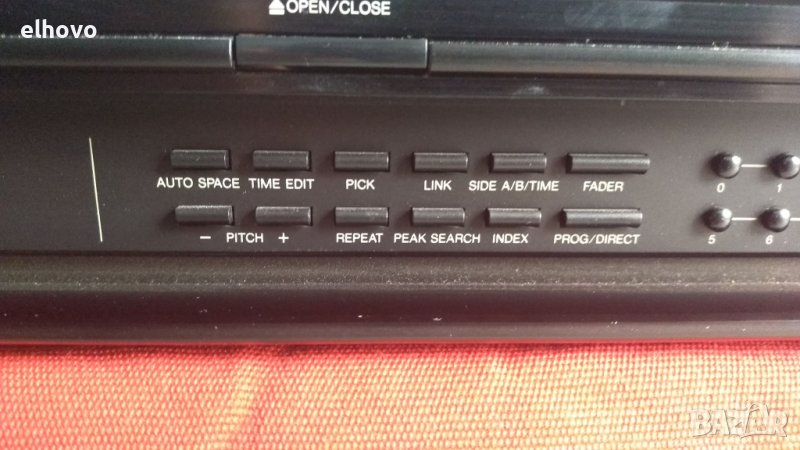 elhovo
⏏OPEN/CLOSE
AUTO SPACE TIME EDIT PICK LINK SIDE A/B/TIME FADER 0 1
− PITCH + REPEAT PEAK SEARCH INDEX PROG/DIRECT 5 6
BAZAR